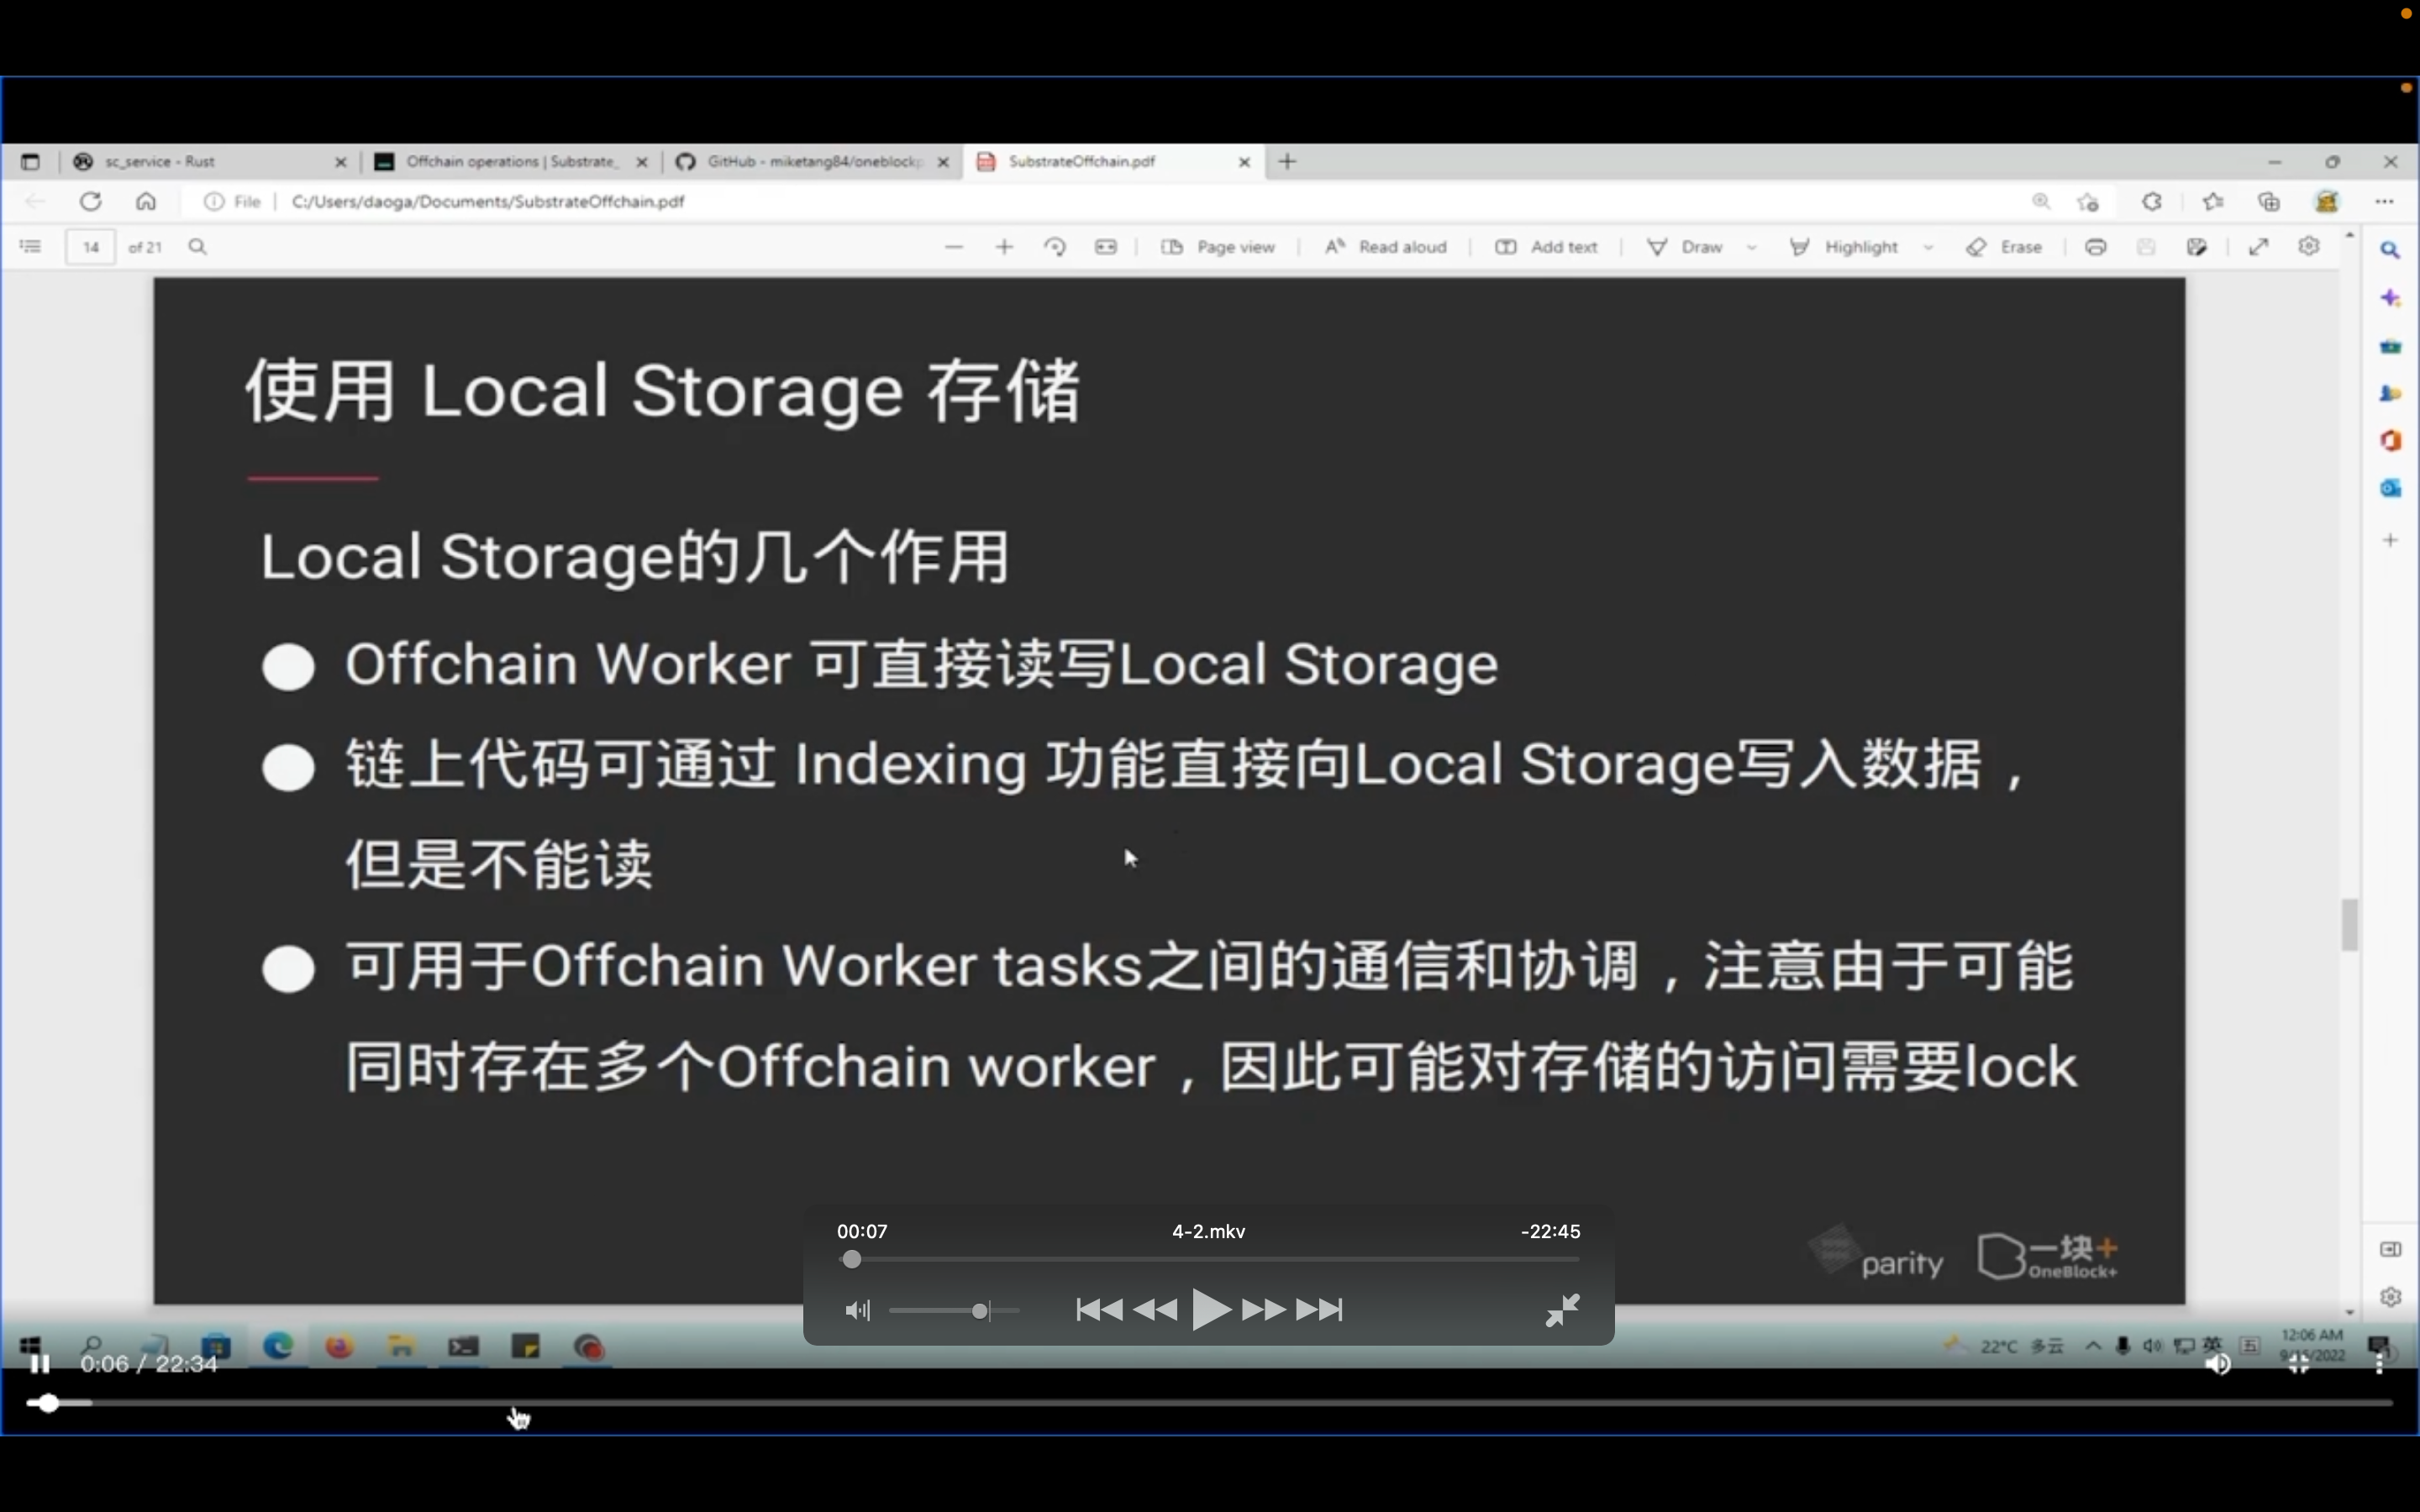 sc_service - Rust
Offchain operations | Substrate_
GitHub - miketang84/oneblockp
SubstrateOffchain.pdf
File
C:/Users/daoga/Documents/SubstrateOffchain.pdf
14 of 21
Page view
Read aloud
Add text
Draw
Highlight
Erase
使用 Local Storage 存储
Local Storage的几个作用
Offchain Worker 可直接读写Local Storage
链上代码可通过 Indexing 功能直接向Local Storage写入数据，
但是不能读
可用于Offchain Worker tasks之间的通信和协调，注意由于可能
同时存在多个Offchain worker，因此可能对存储的访问需要lock
parity
一块+
OneBlock+
00:07
4-2.mkv
-22:45
22°C 多云
英
五
12:06 AM
9/15/2022
0:06 / 22:34